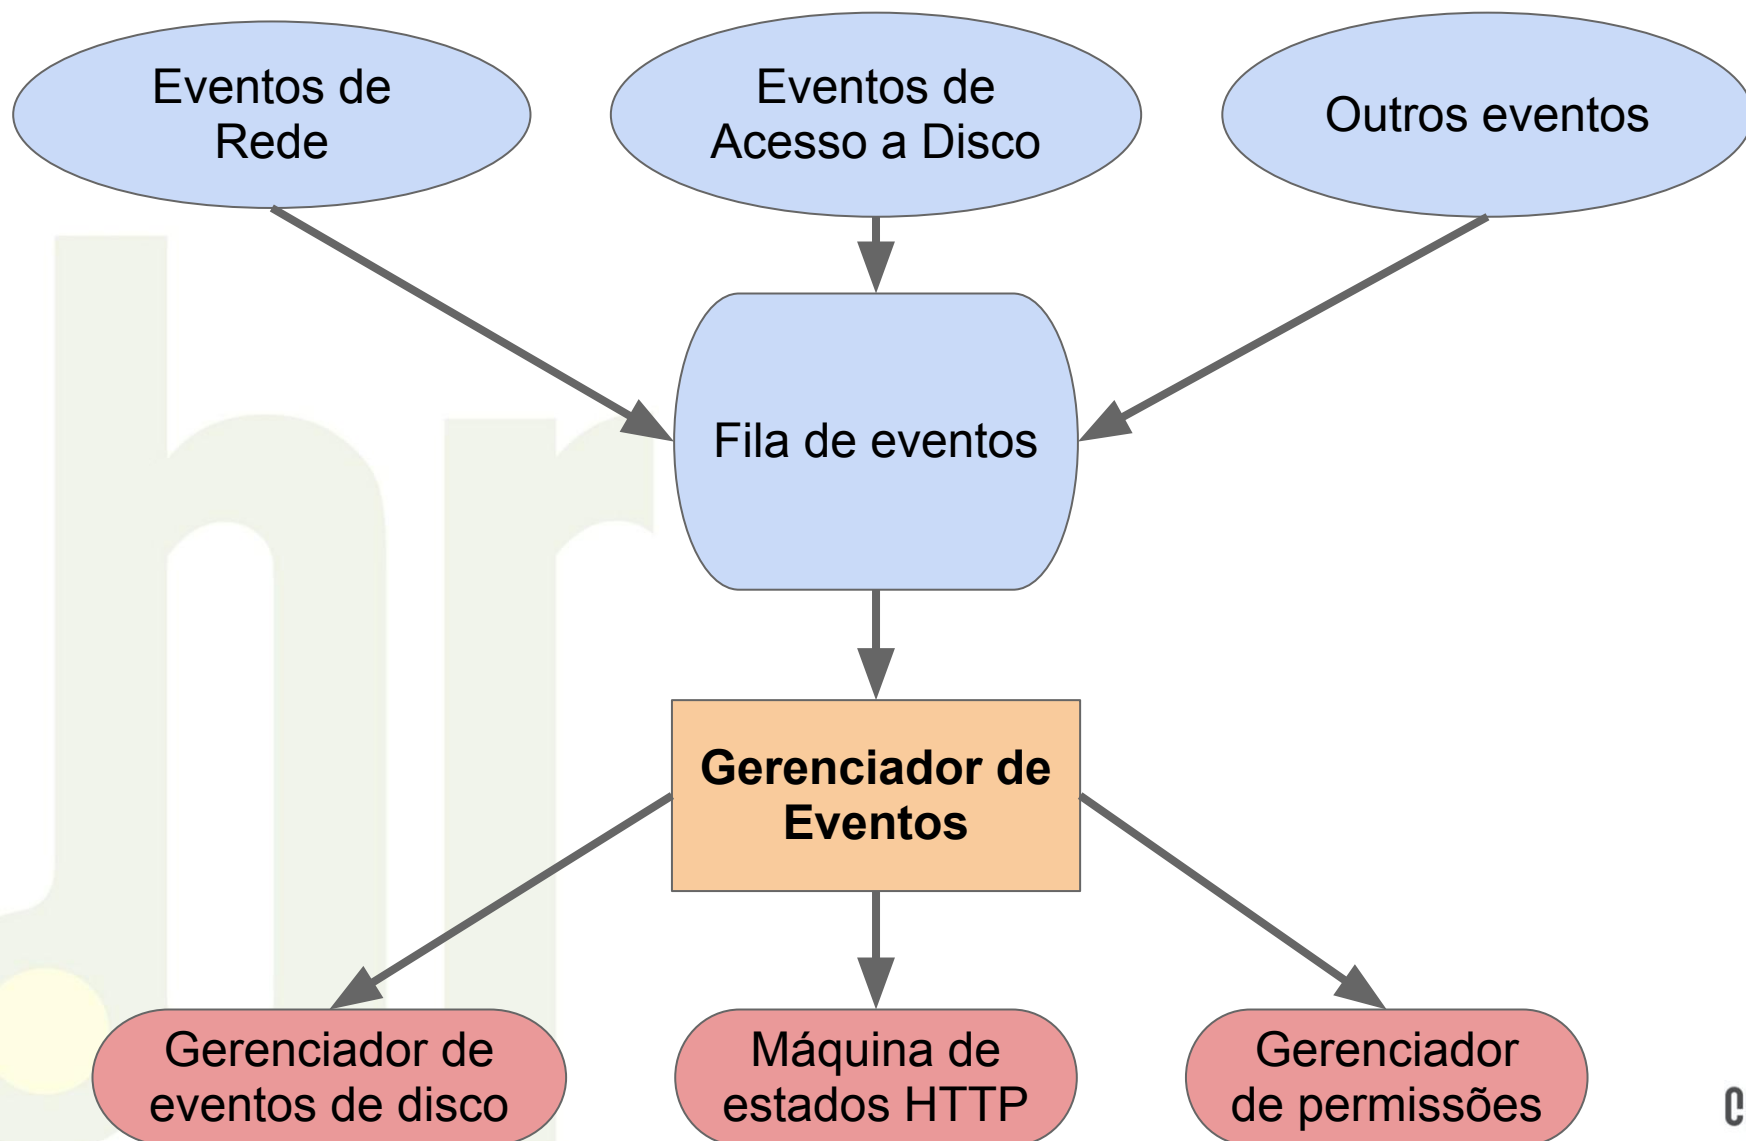 Eventos de
Rede
Eventos de
Acesso a Disco
Outros eventos
Fila de eventos
Gerenciador de
Eventos
Gerenciador de
eventos de disco
Máquina de
estados HTTP
Gerenciador
de permissões